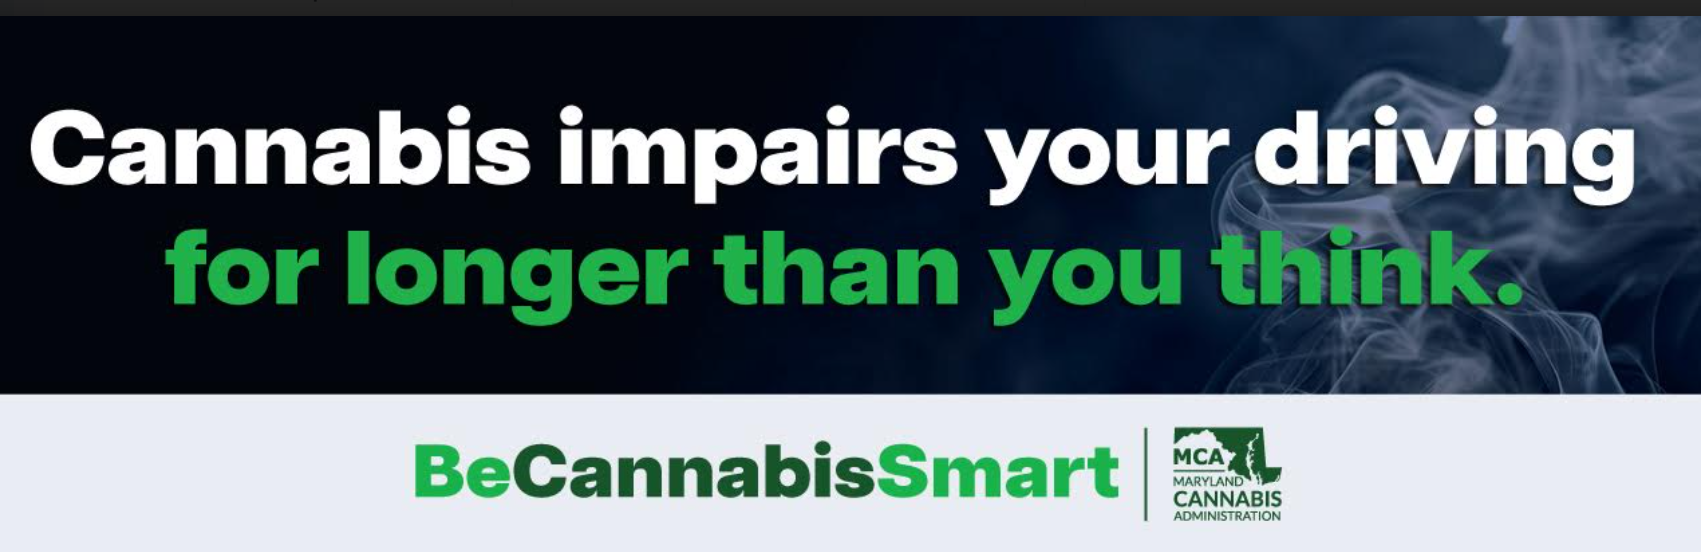 Cannabis impairs your driving
for longer than you think.
BeCannabisSmart
MCA
MARYLAND
CANNABIS
ADMINISTRATION